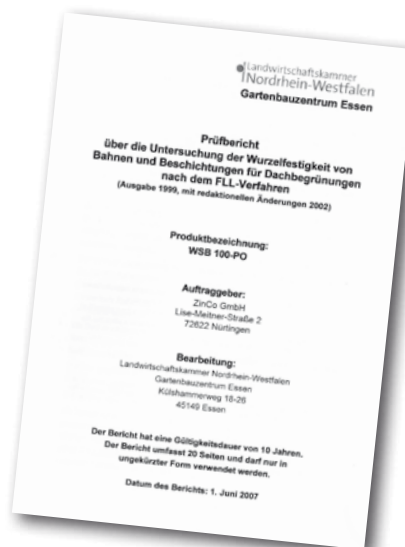 Landwirtschaftskammer
Nordrhein-Westfalen
Gartenbauzentrum Essen
Prüfbericht
über die Untersuchung der Wurzelfestigkeit von
Bahnen und Beschichtungen für Dachbegrünungen
nach dem FLL-Verfahren
(Ausgabe 1999, mit redaktionellen Änderungen 2002)
Produktbezeichnung:
WSB 100-PO
Auftraggeber:
ZinCo GmbH
Lise-Meitner-Straße 2
72622 Nürtingen
Bearbeitung:
Landwirtschaftskammer Nordrhein-Westfalen
Gartenbauzentrum Essen
Külshammerweg 18-26
45149 Essen
Der Bericht hat eine Gültigkeitsdauer von 10 Jahren.
Der Bericht umfasst 20 Seiten und darf nur in
ungekürzter Form verwendet werden.
Datum des Berichts: 1. Juni 2007